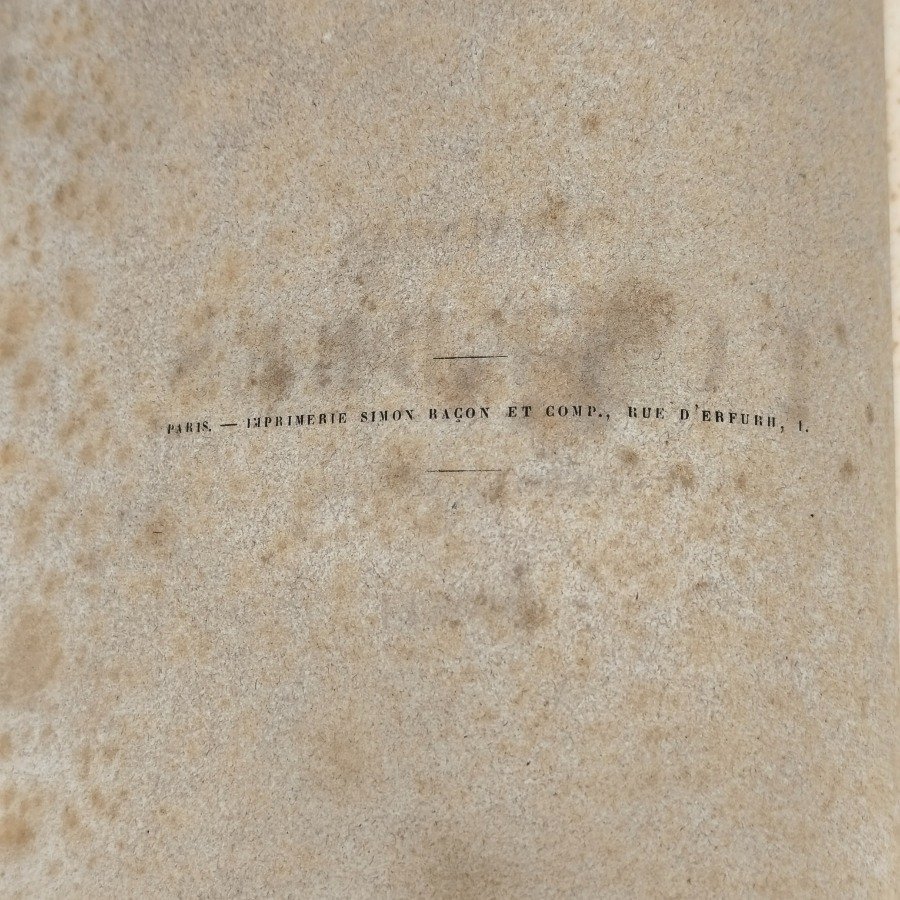 PARIS. — IMPRIMERIE SIMON RAÇON ET COMP., RUE D'ERFURH, 1.